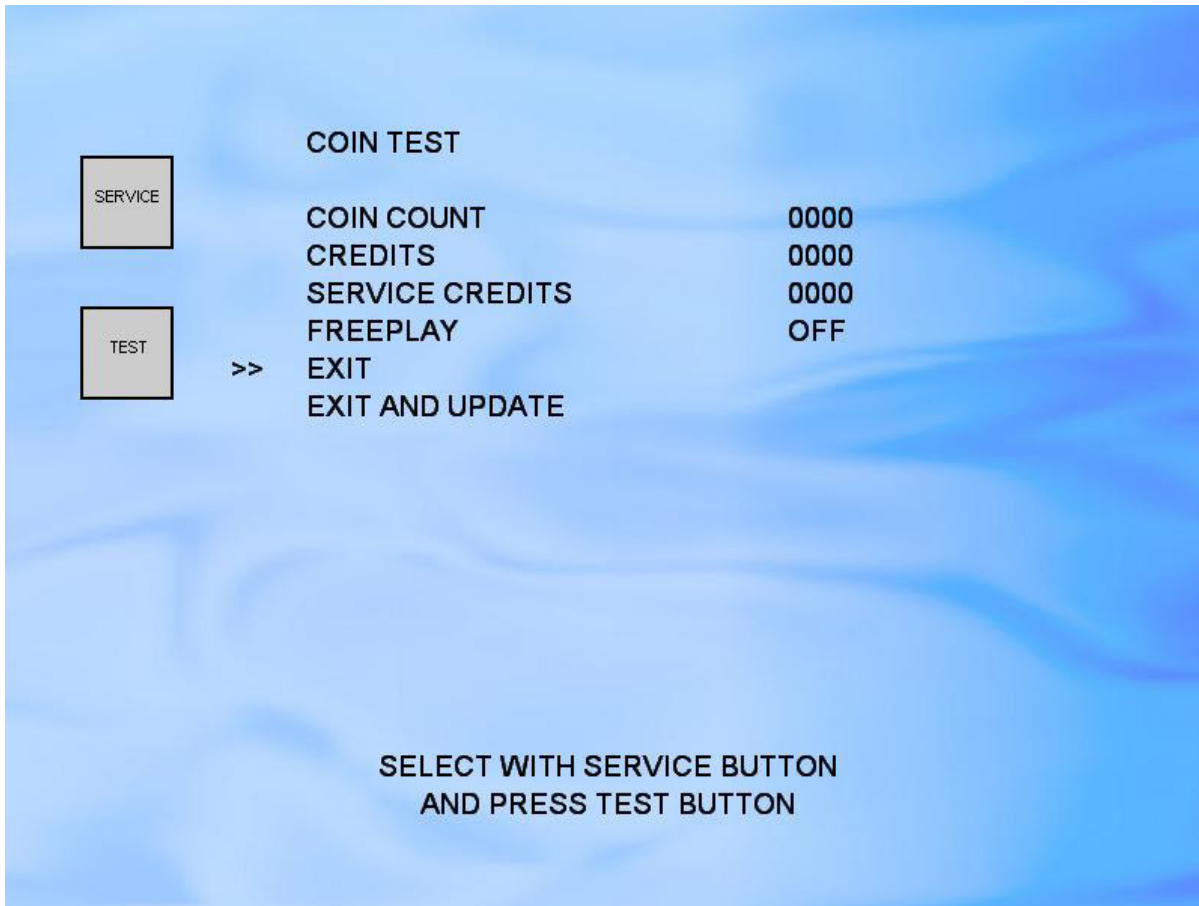 COIN TEST
SERVICE
COIN COUNT 0000
CREDITS 0000
SERVICE CREDITS 0000
FREEPLAY OFF
TEST
>> EXIT
EXIT AND UPDATE
SELECT WITH SERVICE BUTTON
AND PRESS TEST BUTTON